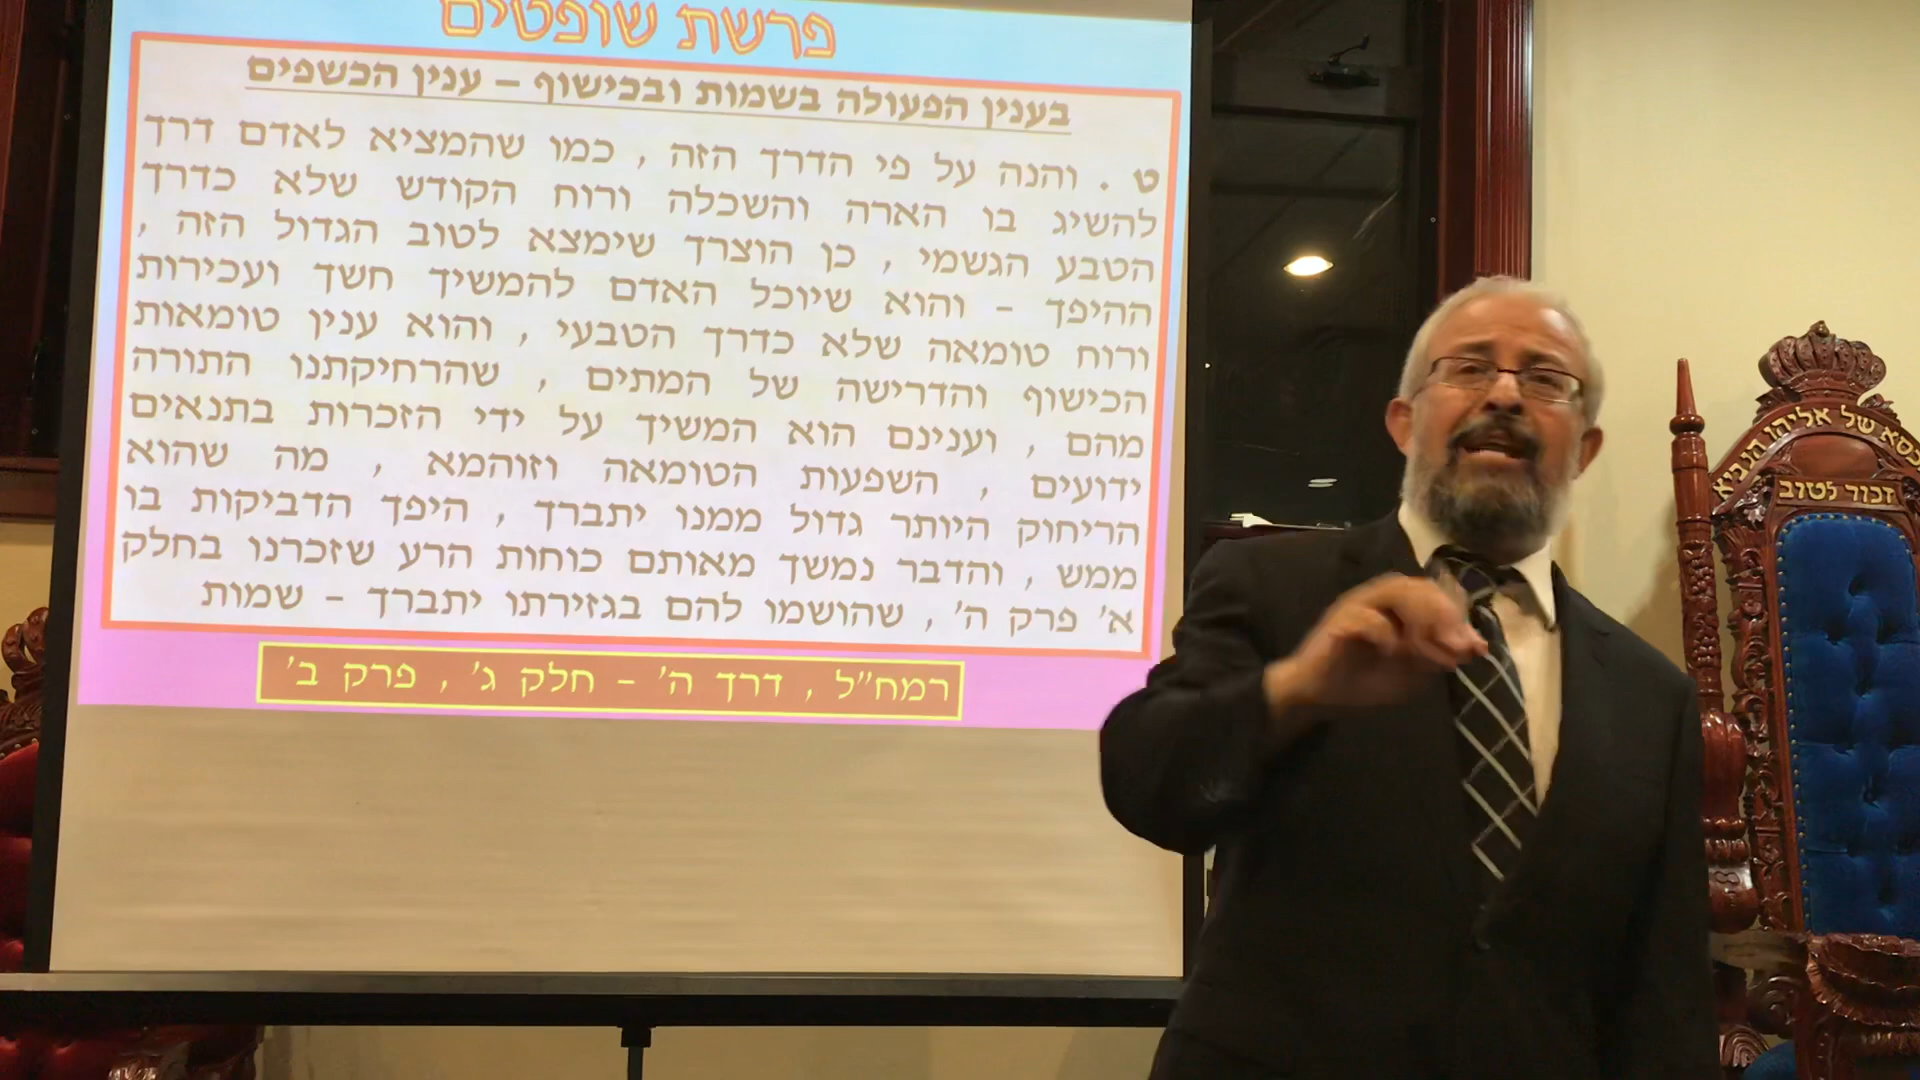 פרשת שופטים
בענין הפעולה בשמות ובכישוף – ענין הכשפים
ט . והנה על פי הדרך הזה , כמו שהמציא לאדם דרך
להשיג בו הארה והשכלה ורוח הקודש שלא כדרך
הטבע הגשמי , כן הוצרך שימצא לטוב הגדול הזה ,
ההיפך – והוא שיוכל האדם להמשיך חשך ועכירות
ורוח טומאה שלא כדרך הטבעי , והוא ענין טומאות
הכישוף והדרישה של המתים , שהרחיקתנו התורה
מהם , וענינם הוא המשיך על ידי הזכרות בתנאים
ידועים , השפעות הטומאה וזוהמא , מה שהוא
הריחוק היותר גדול ממנו יתברך , היפך הדביקות בו
ממש , והדבר נמשך מאותם כוחות הרע שזכרנו בחלק
א׳ פרק ה׳ , שהושמו להם בגזירתו יתברך – שמות
רמח״ל , דרך ה׳ – חלק ג׳ , פרק ב׳
כסא של אליהו הנביא
זכור לטוב